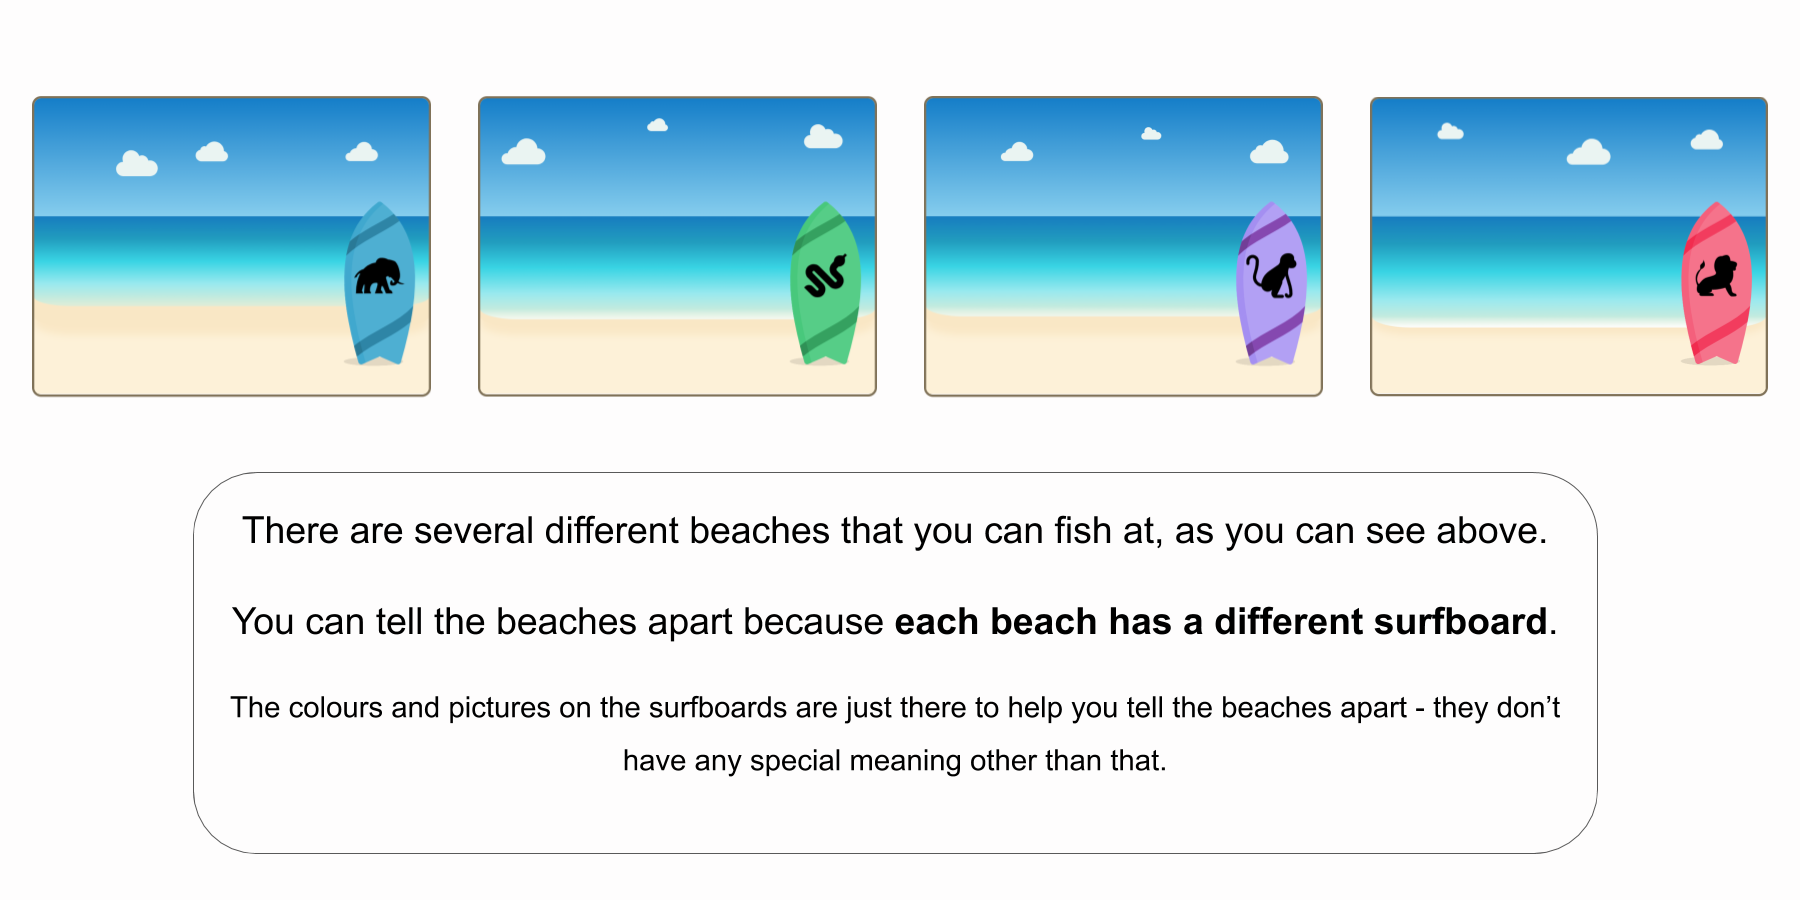 There are several different beaches that you can fish at, as you can see above.
You can tell the beaches apart because each beach has a different surfboard.
The colours and pictures on the surfboards are just there to help you tell the beaches apart - they don’t
have any special meaning other than that.